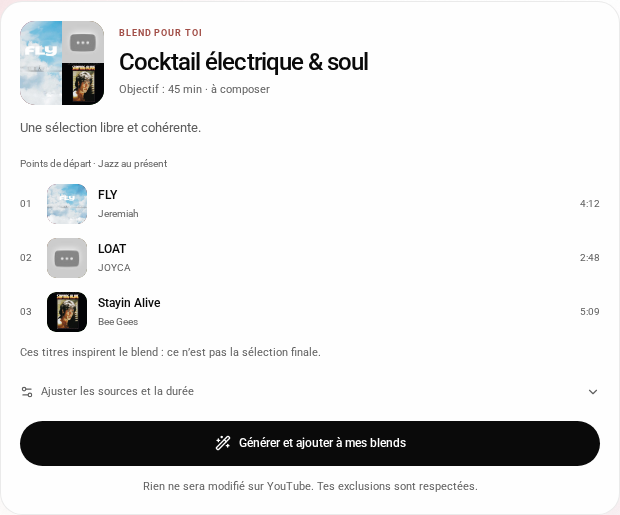 FLY
BLEND POUR TOI
Cocktail électrique & soul
Objectif : 45 min · à composer
Une sélection libre et cohérente.
Points de départ · Jazz au présent
01
FLY
Jeremiah
4:12
02
LOAT
JOYCA
2:48
03
Stayin Alive
Bee Gees
5:09
Ces titres inspirent le blend : ce n’est pas la sélection finale.
Ajuster les sources et la durée
Générer et ajouter à mes blends
Rien ne sera modifié sur YouTube. Tes exclusions sont respectées.